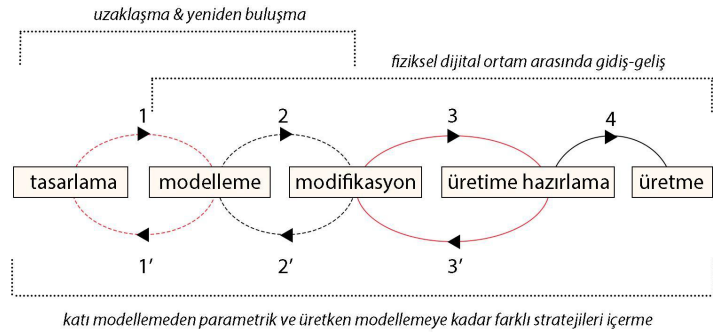 uzaklaşma & yeniden buluşma
fiziksel dijital ortam arasında gidiş-geliş
1 2 3 4
tasarlama modelleme modifikasyon üretime hazırlama üretme
1’ 2’ 3’
katı modellemeden parametrik ve üretken modellemeye kadar farklı stratejileri içerme